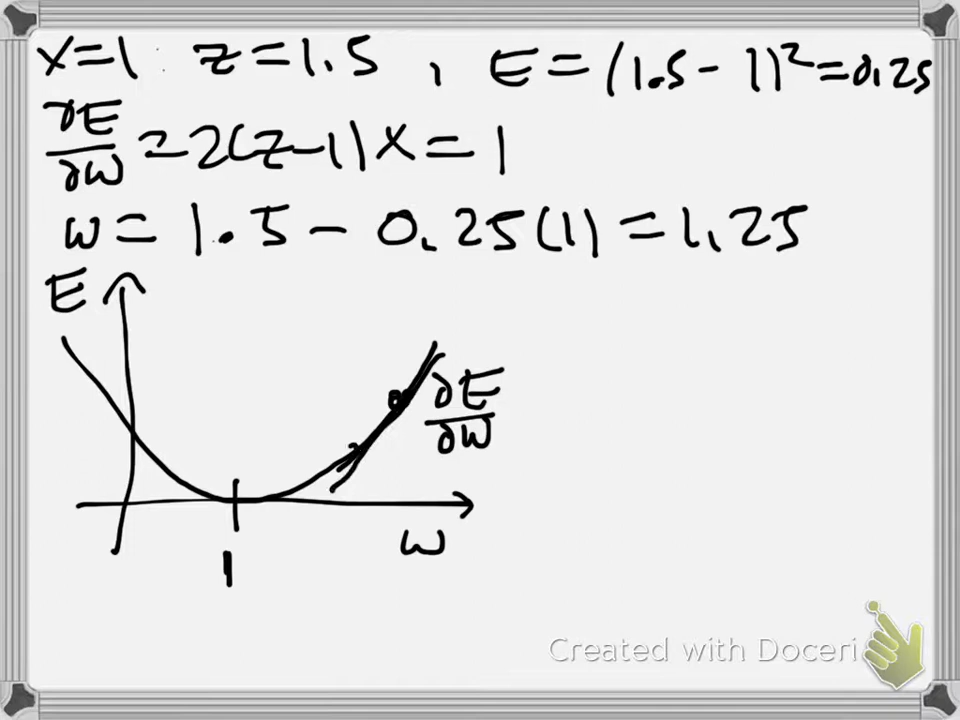 x=1 z=1.5, E=(1.5-1)²=0.25
∂E/∂w=2(z-1)x=1
w=1.5-0.25(1)=1.25
E
∂E/∂w
w
1
Created with Doceri